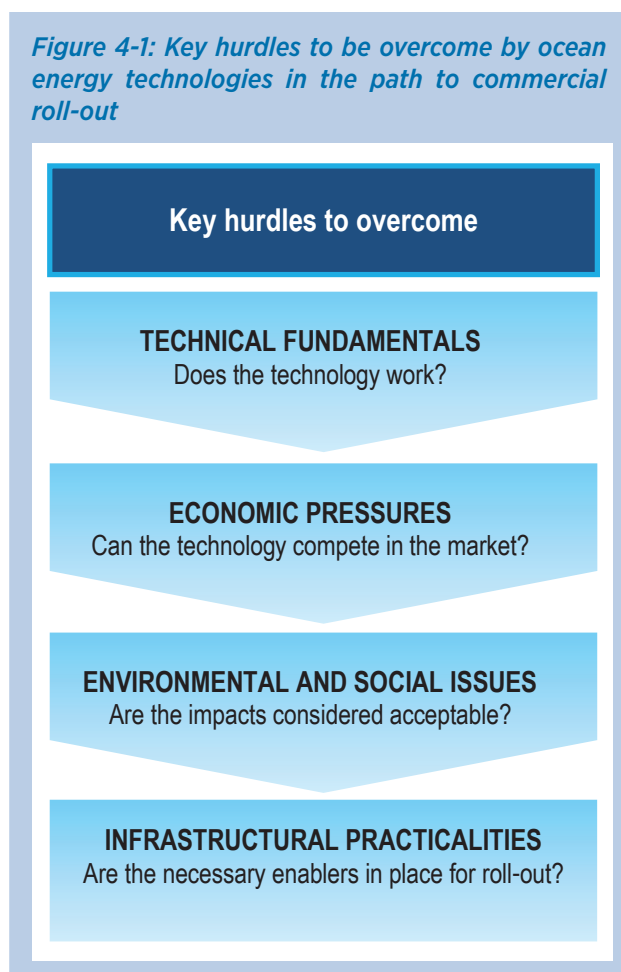 Figure 4-1: Key hurdles to be overcome by ocean
energy technologies in the path to commercial
roll-out
Key hurdles to overcome
TECHNICAL FUNDAMENTALS
Does the technology work?
ECONOMIC PRESSURES
Can the technology compete in the market?
ENVIRONMENTAL AND SOCIAL ISSUES
Are the impacts considered acceptable?
INFRASTRUCTURAL PRACTICALITIES
Are the necessary enablers in place for roll-out?